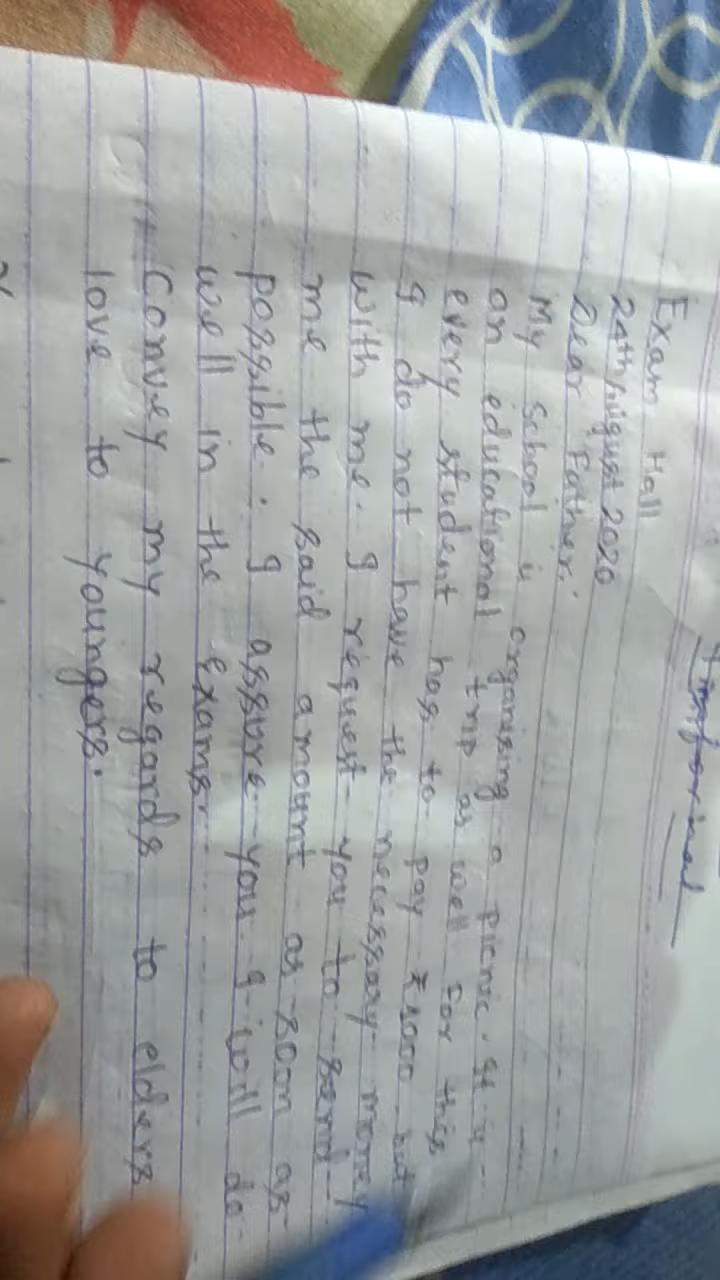 Informal
Exam Hall
24th August 2020
Dear Father,
My School is organising a picnic. It is
an educational trip as well For this
every student has to pay ₹ 1000 but
I do not have the necessary money
with me. I request you to send
me the said amount as soon as
possible. I assure you I will do
well in the Exams.
Convey my regards to elders
love to youngers.